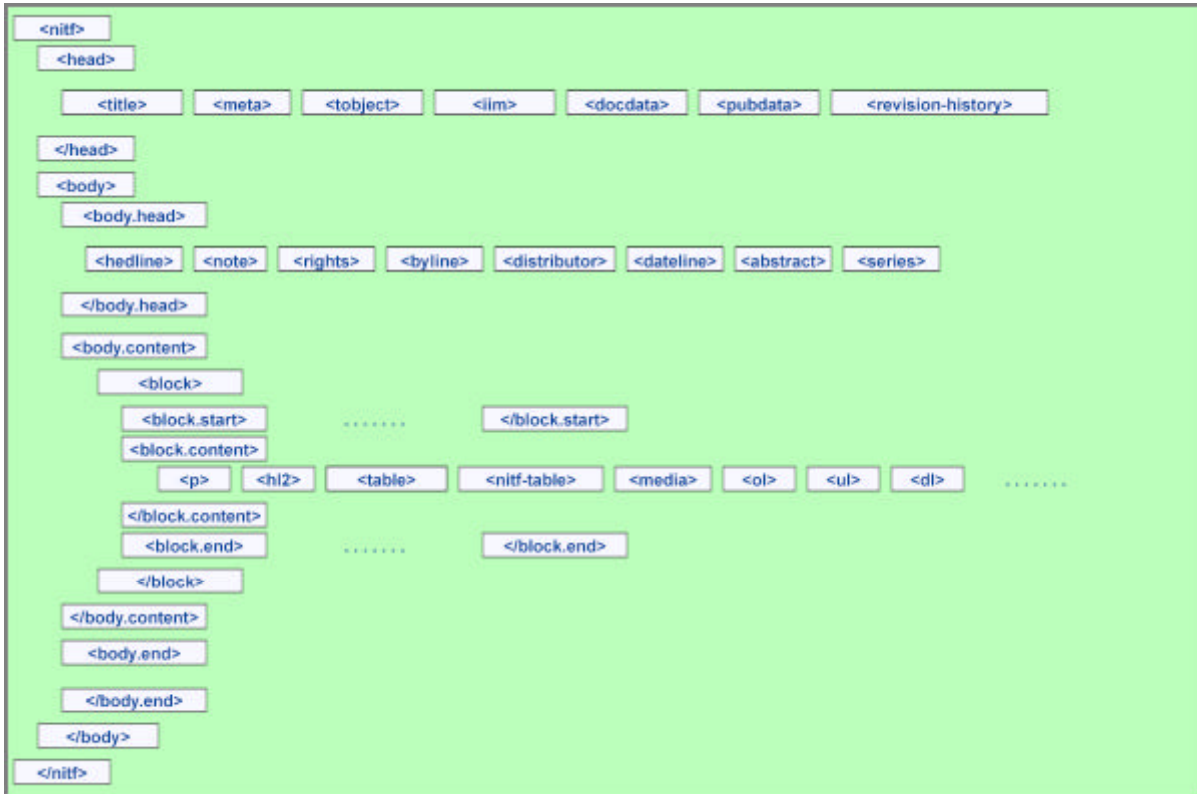 <nitf>
<head>
<title> <meta> <tobject> <iim> <docdata> <pubdata> <revision-history>
</head>
<body>
<body.head>
<hedline> <note> <rights> <byline> <distributor> <dateline> <abstract> <series>
</body.head>
<body.content>
<block>
<block.start> ....... </block.start>
<block.content>
<p> <hl2> <table> <nitf-table> <media> <ol> <ul> <dl> .......
</block.content>
<block.end> ....... </block.end>
</block>
</body.content>
<body.end>
</body.end>
</body>
</nitf>